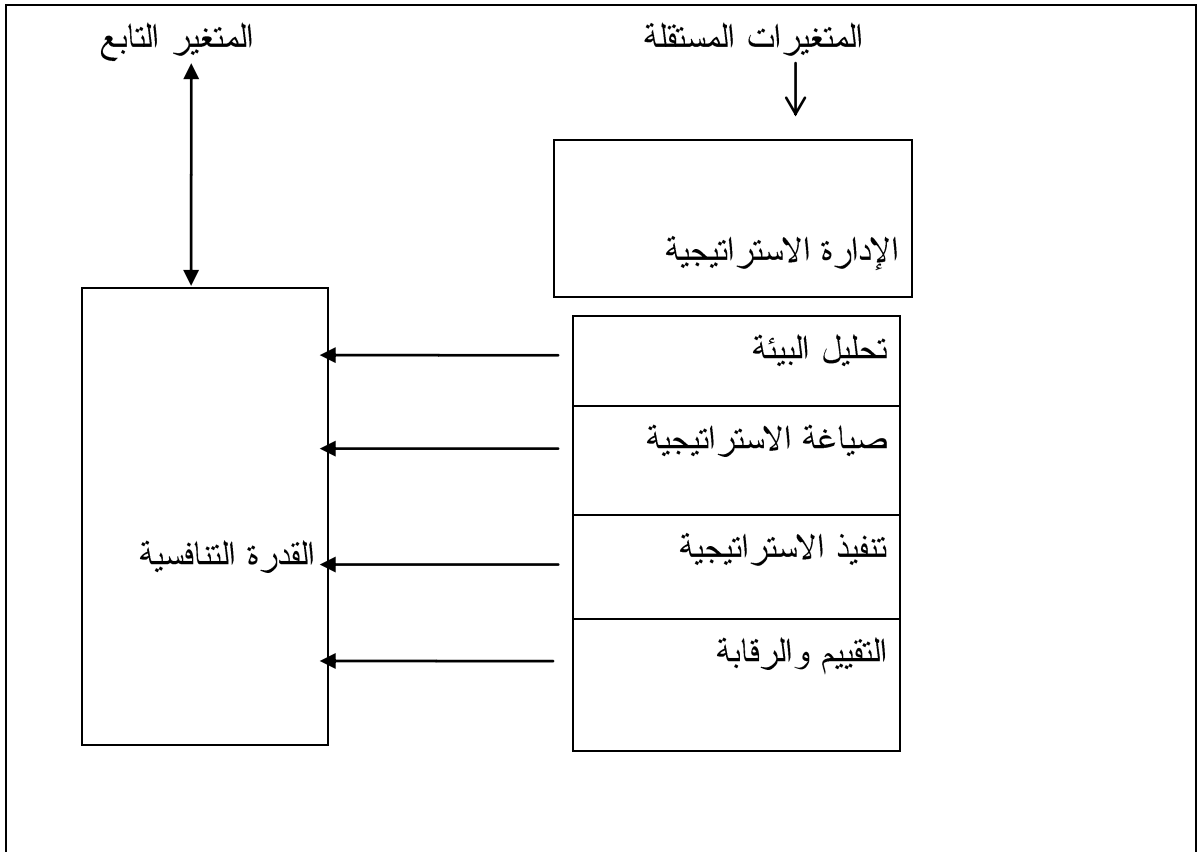 المتغيرات المستقلة
المتغير التابع
الإدارة الاستراتيجية
تحليل البيئة
صياغة الاستراتيجية
تنفيذ الاستراتيجية
القدرة التنافسية
التقييم والرقابة